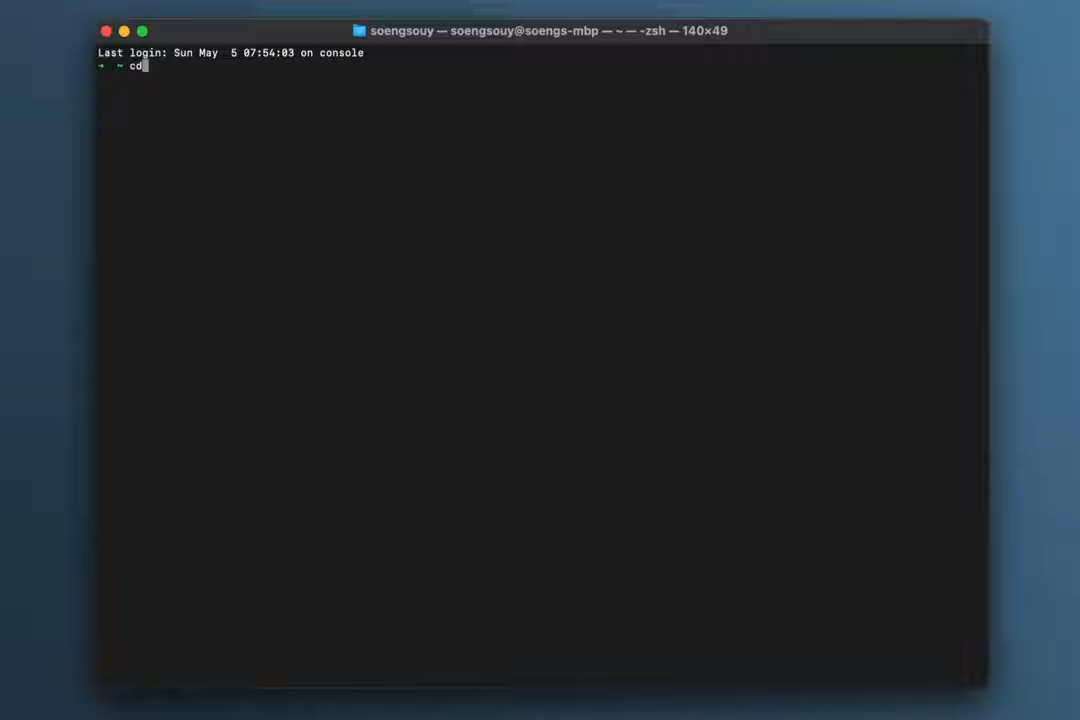 soengsouy — soengsouy@soengs-mbp — ~ — -zsh — 140×49
Last login: Sun May  5 07:54:03 on console
➜  ~ cd